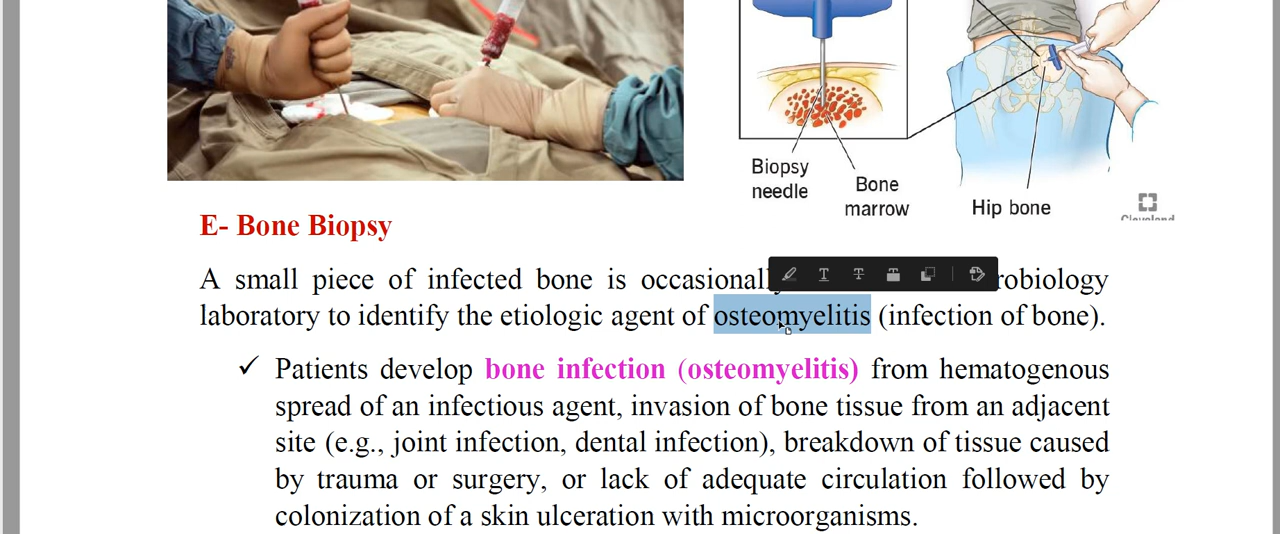 Biopsy
needle
Bone
marrow
Hip bone
E- Bone Biopsy
A small piece of infected bone is occasionally robiology
laboratory to identify the etiologic agent of osteomyelitis (infection of bone).
✓ Patients develop bone infection (osteomyelitis) from hematogenous
spread of an infectious agent, invasion of bone tissue from an adjacent
site (e.g., joint infection, dental infection), breakdown of tissue caused
by trauma or surgery, or lack of adequate circulation followed by
colonization of a skin ulceration with microorganisms.